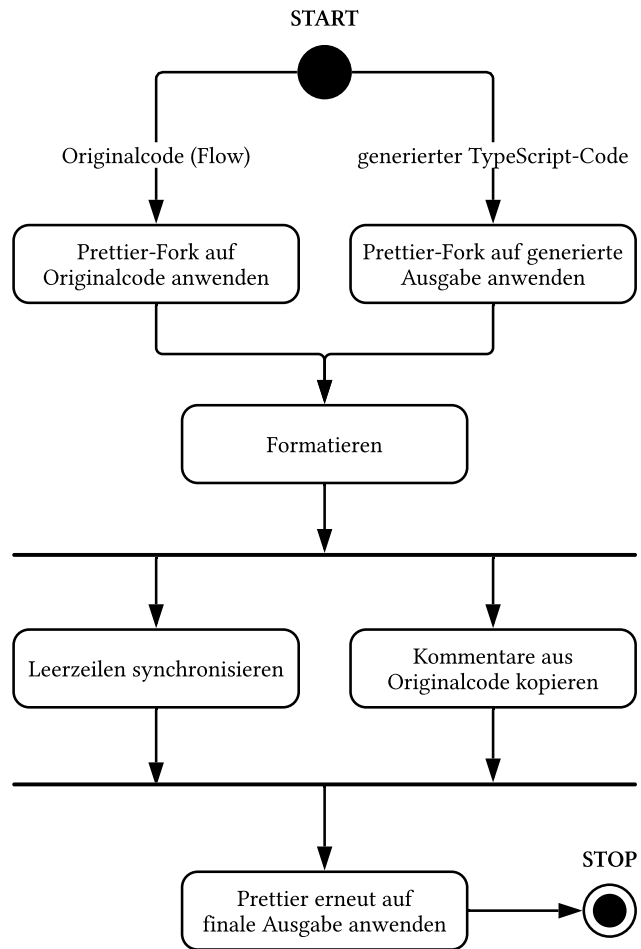 START
Originalcode (Flow)
generierter TypeScript-Code
Prettier-Fork auf
Originalcode anwenden
Prettier-Fork auf generierte
Ausgabe anwenden
Formatieren
Leerzeilen synchronisieren
Kommentare aus
Originalcode kopieren
STOP
Prettier erneut auf
finale Ausgabe anwenden